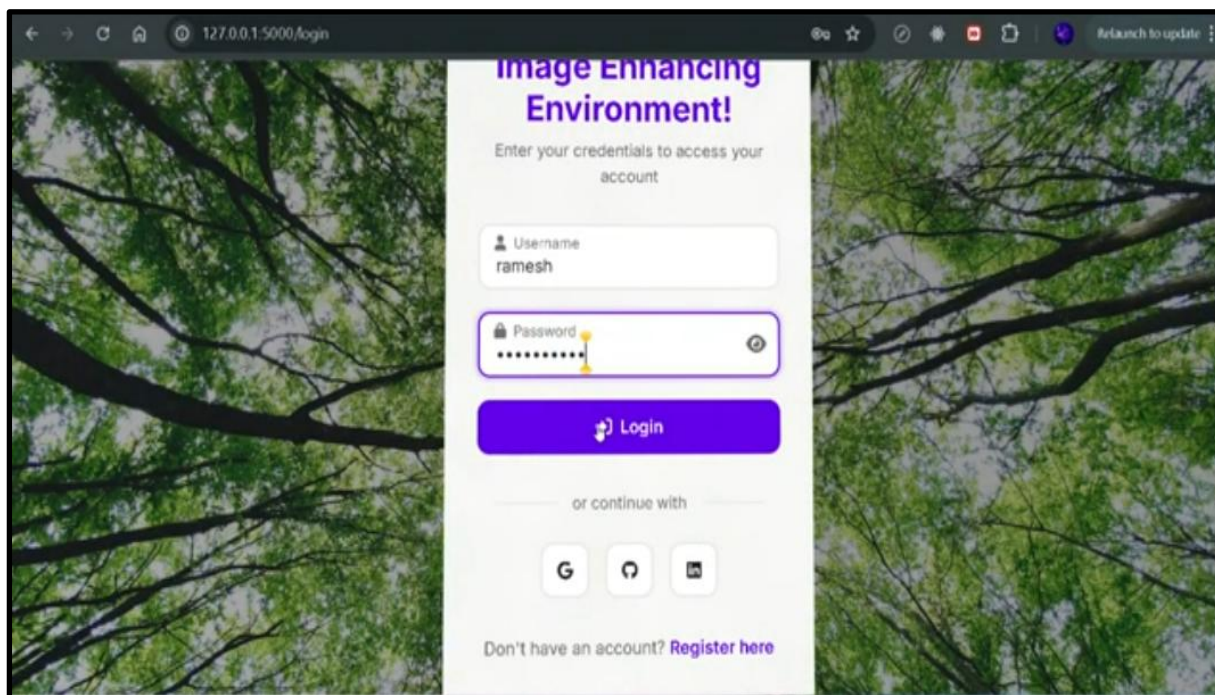 127.0.0.1:5000/login
Relaunch to update
Image Enhancing
Environment!
Enter your credentials to access your
account
Username
ramesh
Password
••••••••••
Login
or continue with
G
in
Don't have an account? Register here